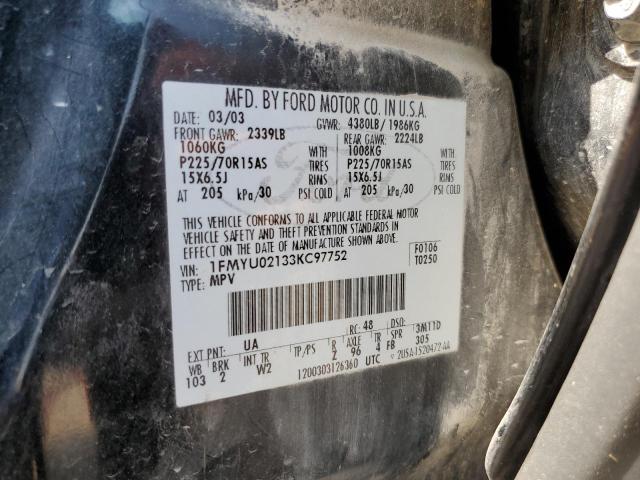 MFD. BY FORD MOTOR CO. IN U.S.A.
DATE: 03/03 GVWR: 4380LB/1986KG
FRONT GAWR: 2339LB REAR GAWR: 2224LB
1060KG WITH 1008KG WITH
P225/70R15AS TIRES P225/70R15AS TIRES
15X6.5J RIMS 15X6.5J RIMS
AT 205 kPa/30 PSI COLD AT 205 kPa/30 PSI COLD
Ford
THIS VEHICLE CONFORMS TO ALL APPLICABLE FEDERAL MOTOR
VEHICLE SAFETY AND THEFT PREVENTION STANDARDS IN
EFFECT ON THE DATE OF MANUFACTURE SHOWN ABOVE.
VIN: 1FMYU02133KC97752 F0106
TYPE: MPV T0250
EXT PNT: UA RC: 48 DSO:
WB BRK INT TR TP/PS R AXLE TR SPR 3M11D
103 2 W2 2 96 4 FB 305
1200303126360 UTC